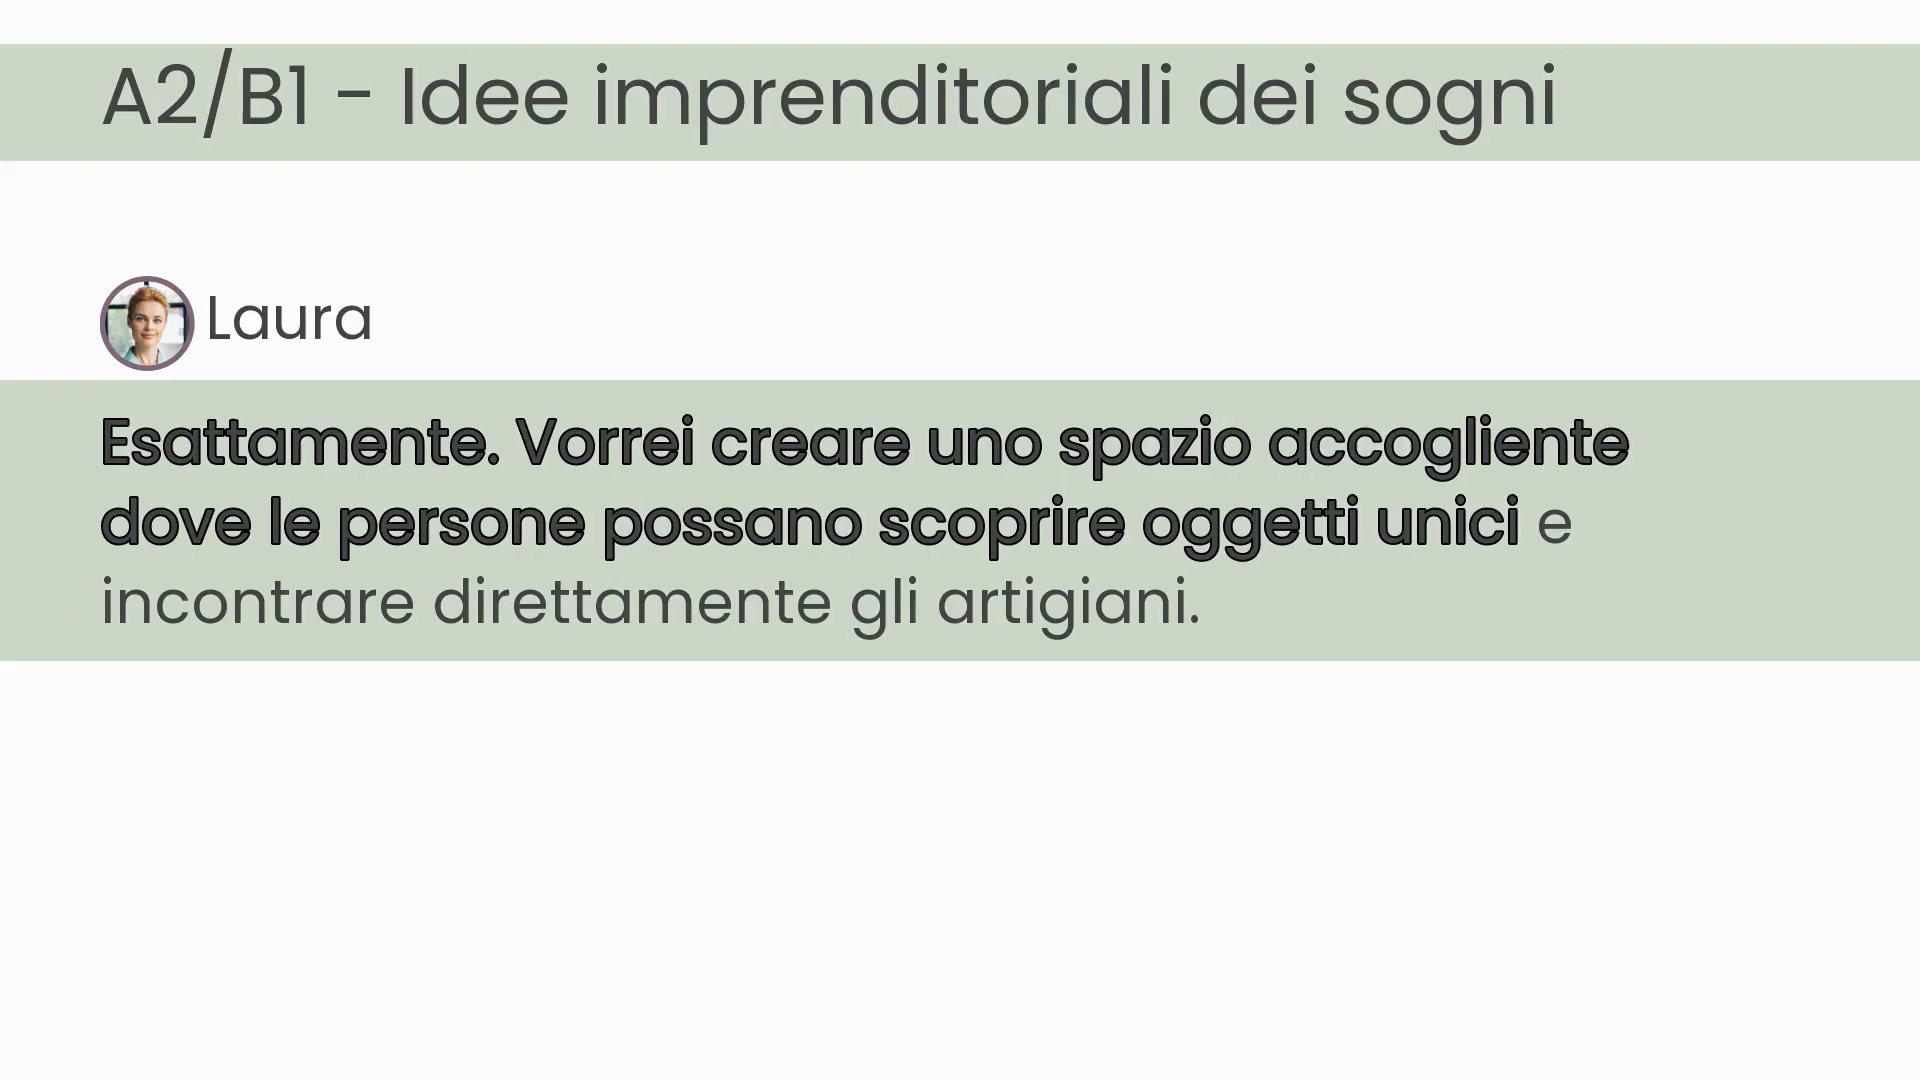 A2/B1 - Idee imprenditoriali dei sogni
Laura
Esattamente. Vorrei creare uno spazio accogliente
dove le persone possano scoprire oggetti unici e
incontrare direttamente gli artigiani.